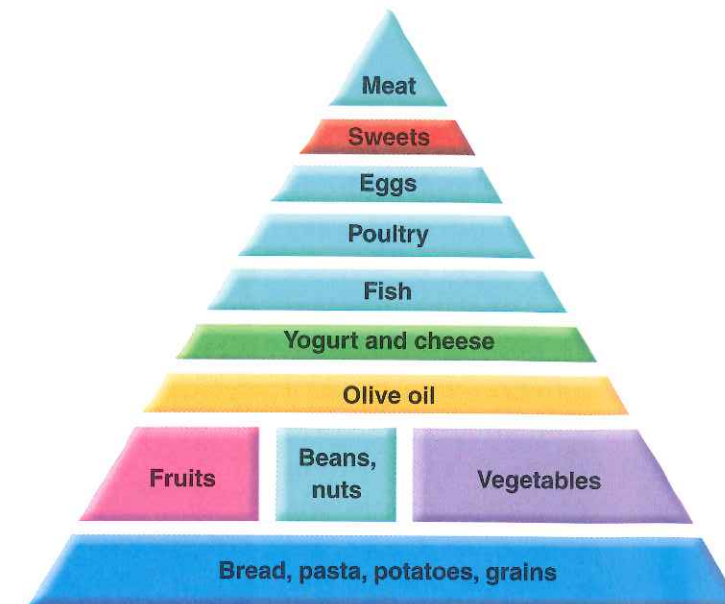 Meat
Sweets
Eggs
Poultry
Fish
Yogurt and cheese
Olive oil
Fruits
Beans,
nuts
Vegetables
Bread, pasta, potatoes, grains